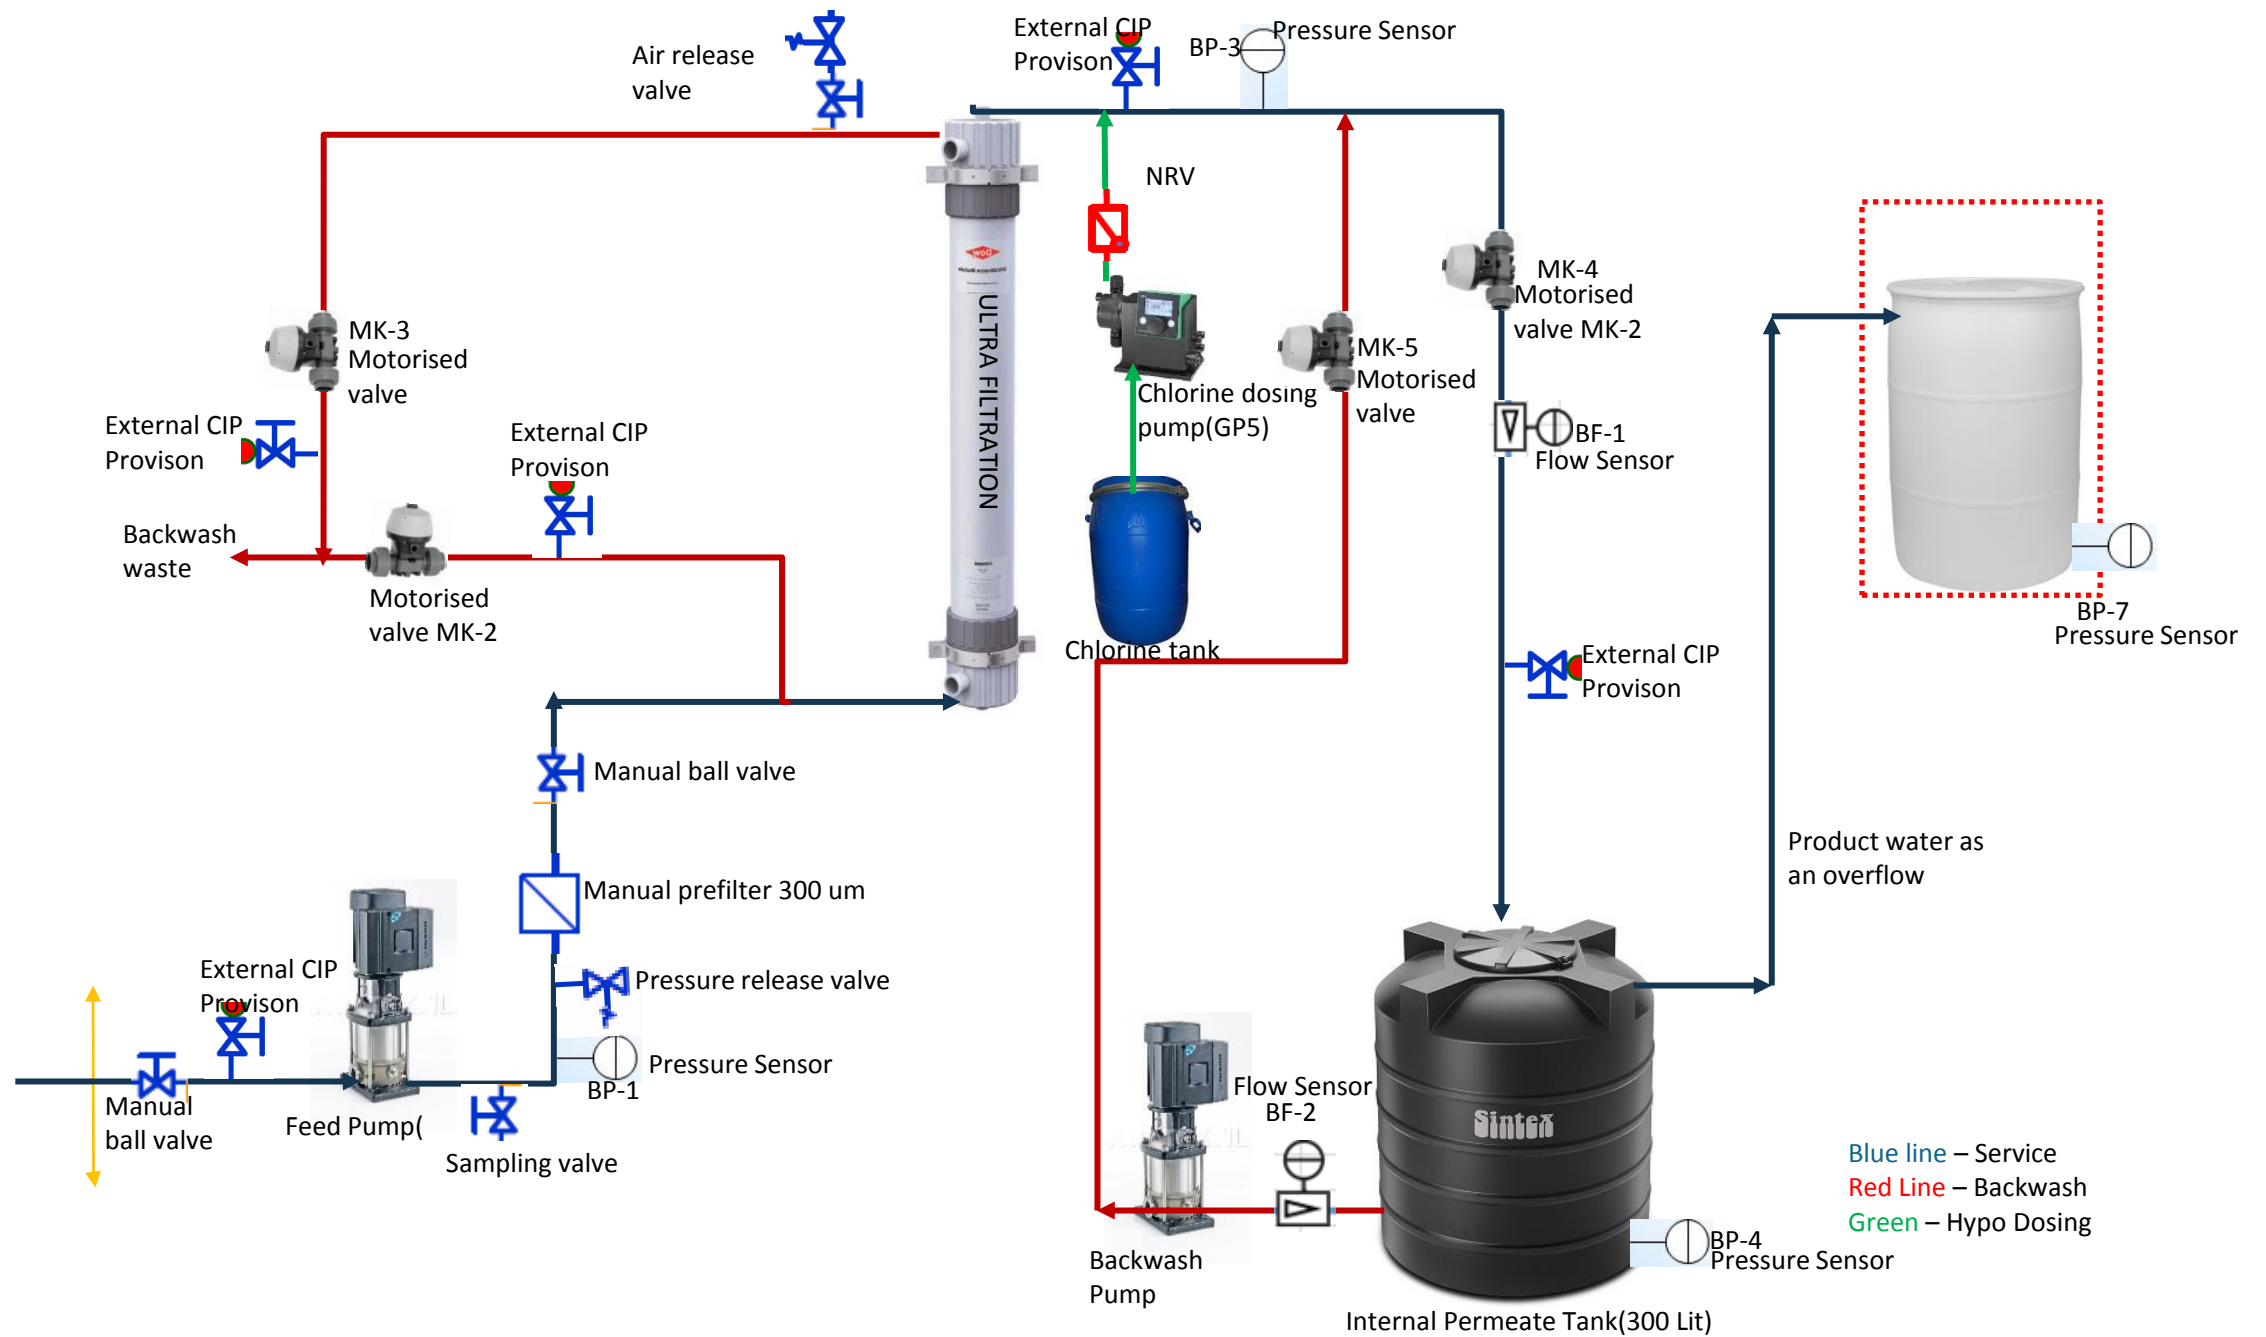 External CIP
Provison
BP-3
Pressure Sensor
Air release
valve
NRV
MK-4
Motorised
valve MK-2
MK-3
Motorised
valve
ULTRA FILTRATION
MK-5
Motorised
valve
Chlorine dosing
pump(GP5)
External CIP
Provison
External CIP
Provison
BF-1
Flow Sensor
Backwash
waste
Motorised
valve MK-2
BP-7
Pressure Sensor
Chlorine tank
External CIP
Provison
Manual ball valve
Product water as
an overflow
Manual prefilter 300 um
External CIP
Provison
Pressure release valve
Pressure Sensor
BP-1
Manual
ball valve
Feed Pump(
Sampling valve
Flow Sensor
BF-2
Sintex
Blue line – Service
Red Line – Backwash
Green – Hypo Dosing
BP-4
Pressure Sensor
Backwash
Pump
Internal Permeate Tank(300 Lit)